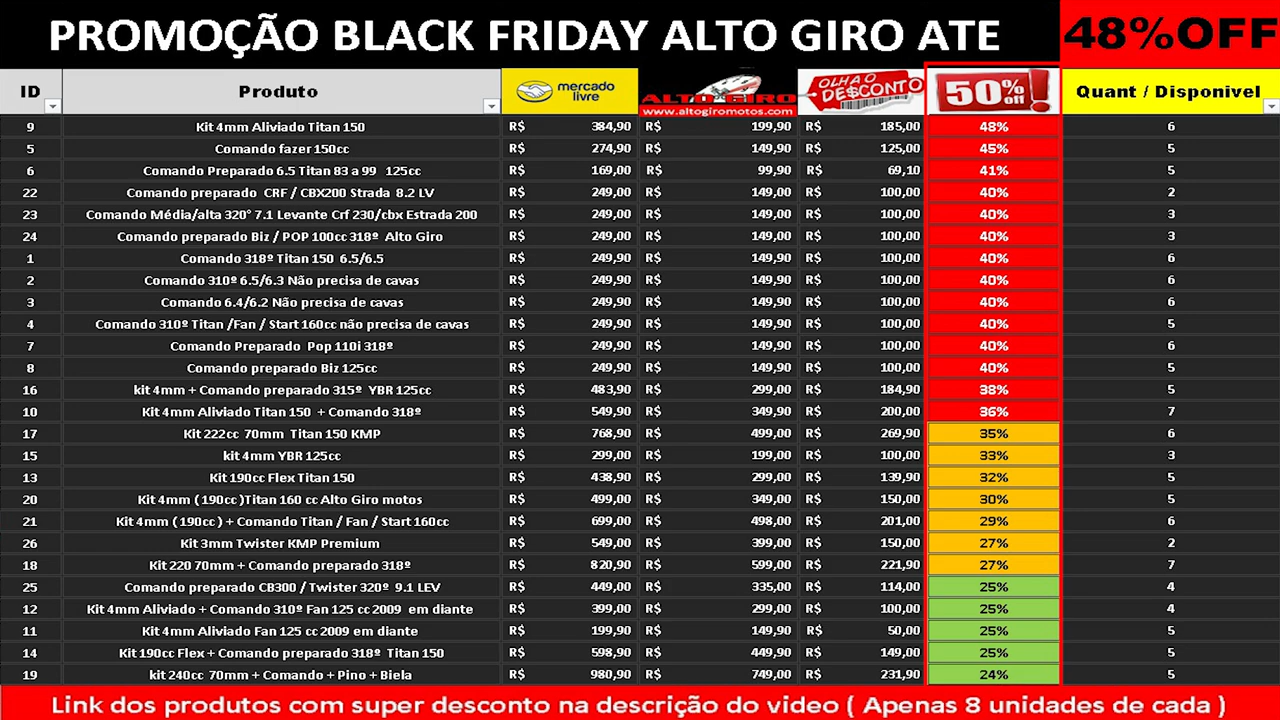 PROMOÇÃO BLACK FRIDAY ALTO GIRO ATE 48%OFF
ID Produto mercado livre ALTO GIRO www.altogiromotos.com OLHA O DESCONTO 50% off! Quant / Disponivel
9 Kit 4mm Aliviado Titan 150 R$ 384,90 R$ 199,90 R$ 185,00 48% 6
5 Comando fazer 150cc R$ 274,90 R$ 149,90 R$ 125,00 45% 5
6 Comando Preparado 6.5 Titan 83 a 99 125cc R$ 169,00 R$ 99,90 R$ 69,10 41% 5
22 Comando preparado CRF / CBX200 Strada 8.2 LV R$ 249,00 R$ 149,00 R$ 100,00 40% 2
23 Comando Média/alta 320° 7.1 Levante Crf 230/cbx Estrada 200 R$ 249,00 R$ 149,00 R$ 100,00 40% 3
24 Comando preparado Biz / POP 100cc 318º Alto Giro R$ 249,00 R$ 149,00 R$ 100,00 40% 3
1 Comando 318º Titan 150 6.5/6.5 R$ 249,90 R$ 149,90 R$ 100,00 40% 6
2 Comando 310º 6.5/6.3 Não precisa de cavas R$ 249,90 R$ 149,90 R$ 100,00 40% 6
3 Comando 6.4/6.2 Não precisa de cavas R$ 249,90 R$ 149,90 R$ 100,00 40% 6
4 Comando 310º Titan /Fan / Start 160cc não precisa de cavas R$ 249,90 R$ 149,90 R$ 100,00 40% 5
7 Comando Preparado Pop 110i 318º R$ 249,90 R$ 149,90 R$ 100,00 40% 6
8 Comando preparado Biz 125cc R$ 249,90 R$ 149,90 R$ 100,00 40% 5
16 kit 4mm + Comando preparado 315º YBR 125cc R$ 483,90 R$ 299,00 R$ 184,90 38% 5
10 Kit 4mm Aliviado Titan 150 + Comando 318º R$ 549,90 R$ 349,90 R$ 200,00 36% 7
17 Kit 222cc 70mm Titan 150 KMP R$ 768,90 R$ 499,00 R$ 269,90 35% 6
15 kit 4mm YBR 125cc R$ 299,00 R$ 199,00 R$ 100,00 33% 3
13 Kit 190cc Flex Titan 150 R$ 438,90 R$ 299,00 R$ 139,90 32% 5
20 Kit 4mm ( 190cc )Titan 160 cc Alto Giro motos R$ 499,00 R$ 349,00 R$ 150,00 30% 5
21 Kit 4mm ( 190cc ) + Comando Titan / Fan / Start 160cc R$ 699,00 R$ 498,00 R$ 201,00 29% 6
26 Kit 3mm Twister KMP Premium R$ 549,00 R$ 399,00 R$ 150,00 27% 2
18 Kit 220 70mm + Comando preparado 318º R$ 820,90 R$ 599,00 R$ 221,90 27% 7
25 Comando preparado CB300 / Twister 320º 9.1 LEV R$ 449,00 R$ 335,00 R$ 114,00 25% 4
12 Kit 4mm Aliviado + Comando 310º Fan 125 cc 2009 em diante R$ 399,00 R$ 299,00 R$ 100,00 25% 4
11 Kit 4mm Aliviado Fan 125 cc 2009 em diante R$ 199,90 R$ 149,90 R$ 50,00 25% 5
14 Kit 190cc Flex + Comando preparado 318º Titan 150 R$ 598,90 R$ 449,90 R$ 149,00 25% 5
19 kit 240cc 70mm + Comando + Pino + Biela R$ 980,90 R$ 749,00 R$ 231,90 24% 5
Link dos produtos com super desconto na descrição do video ( Apenas 8 unidades de cada )